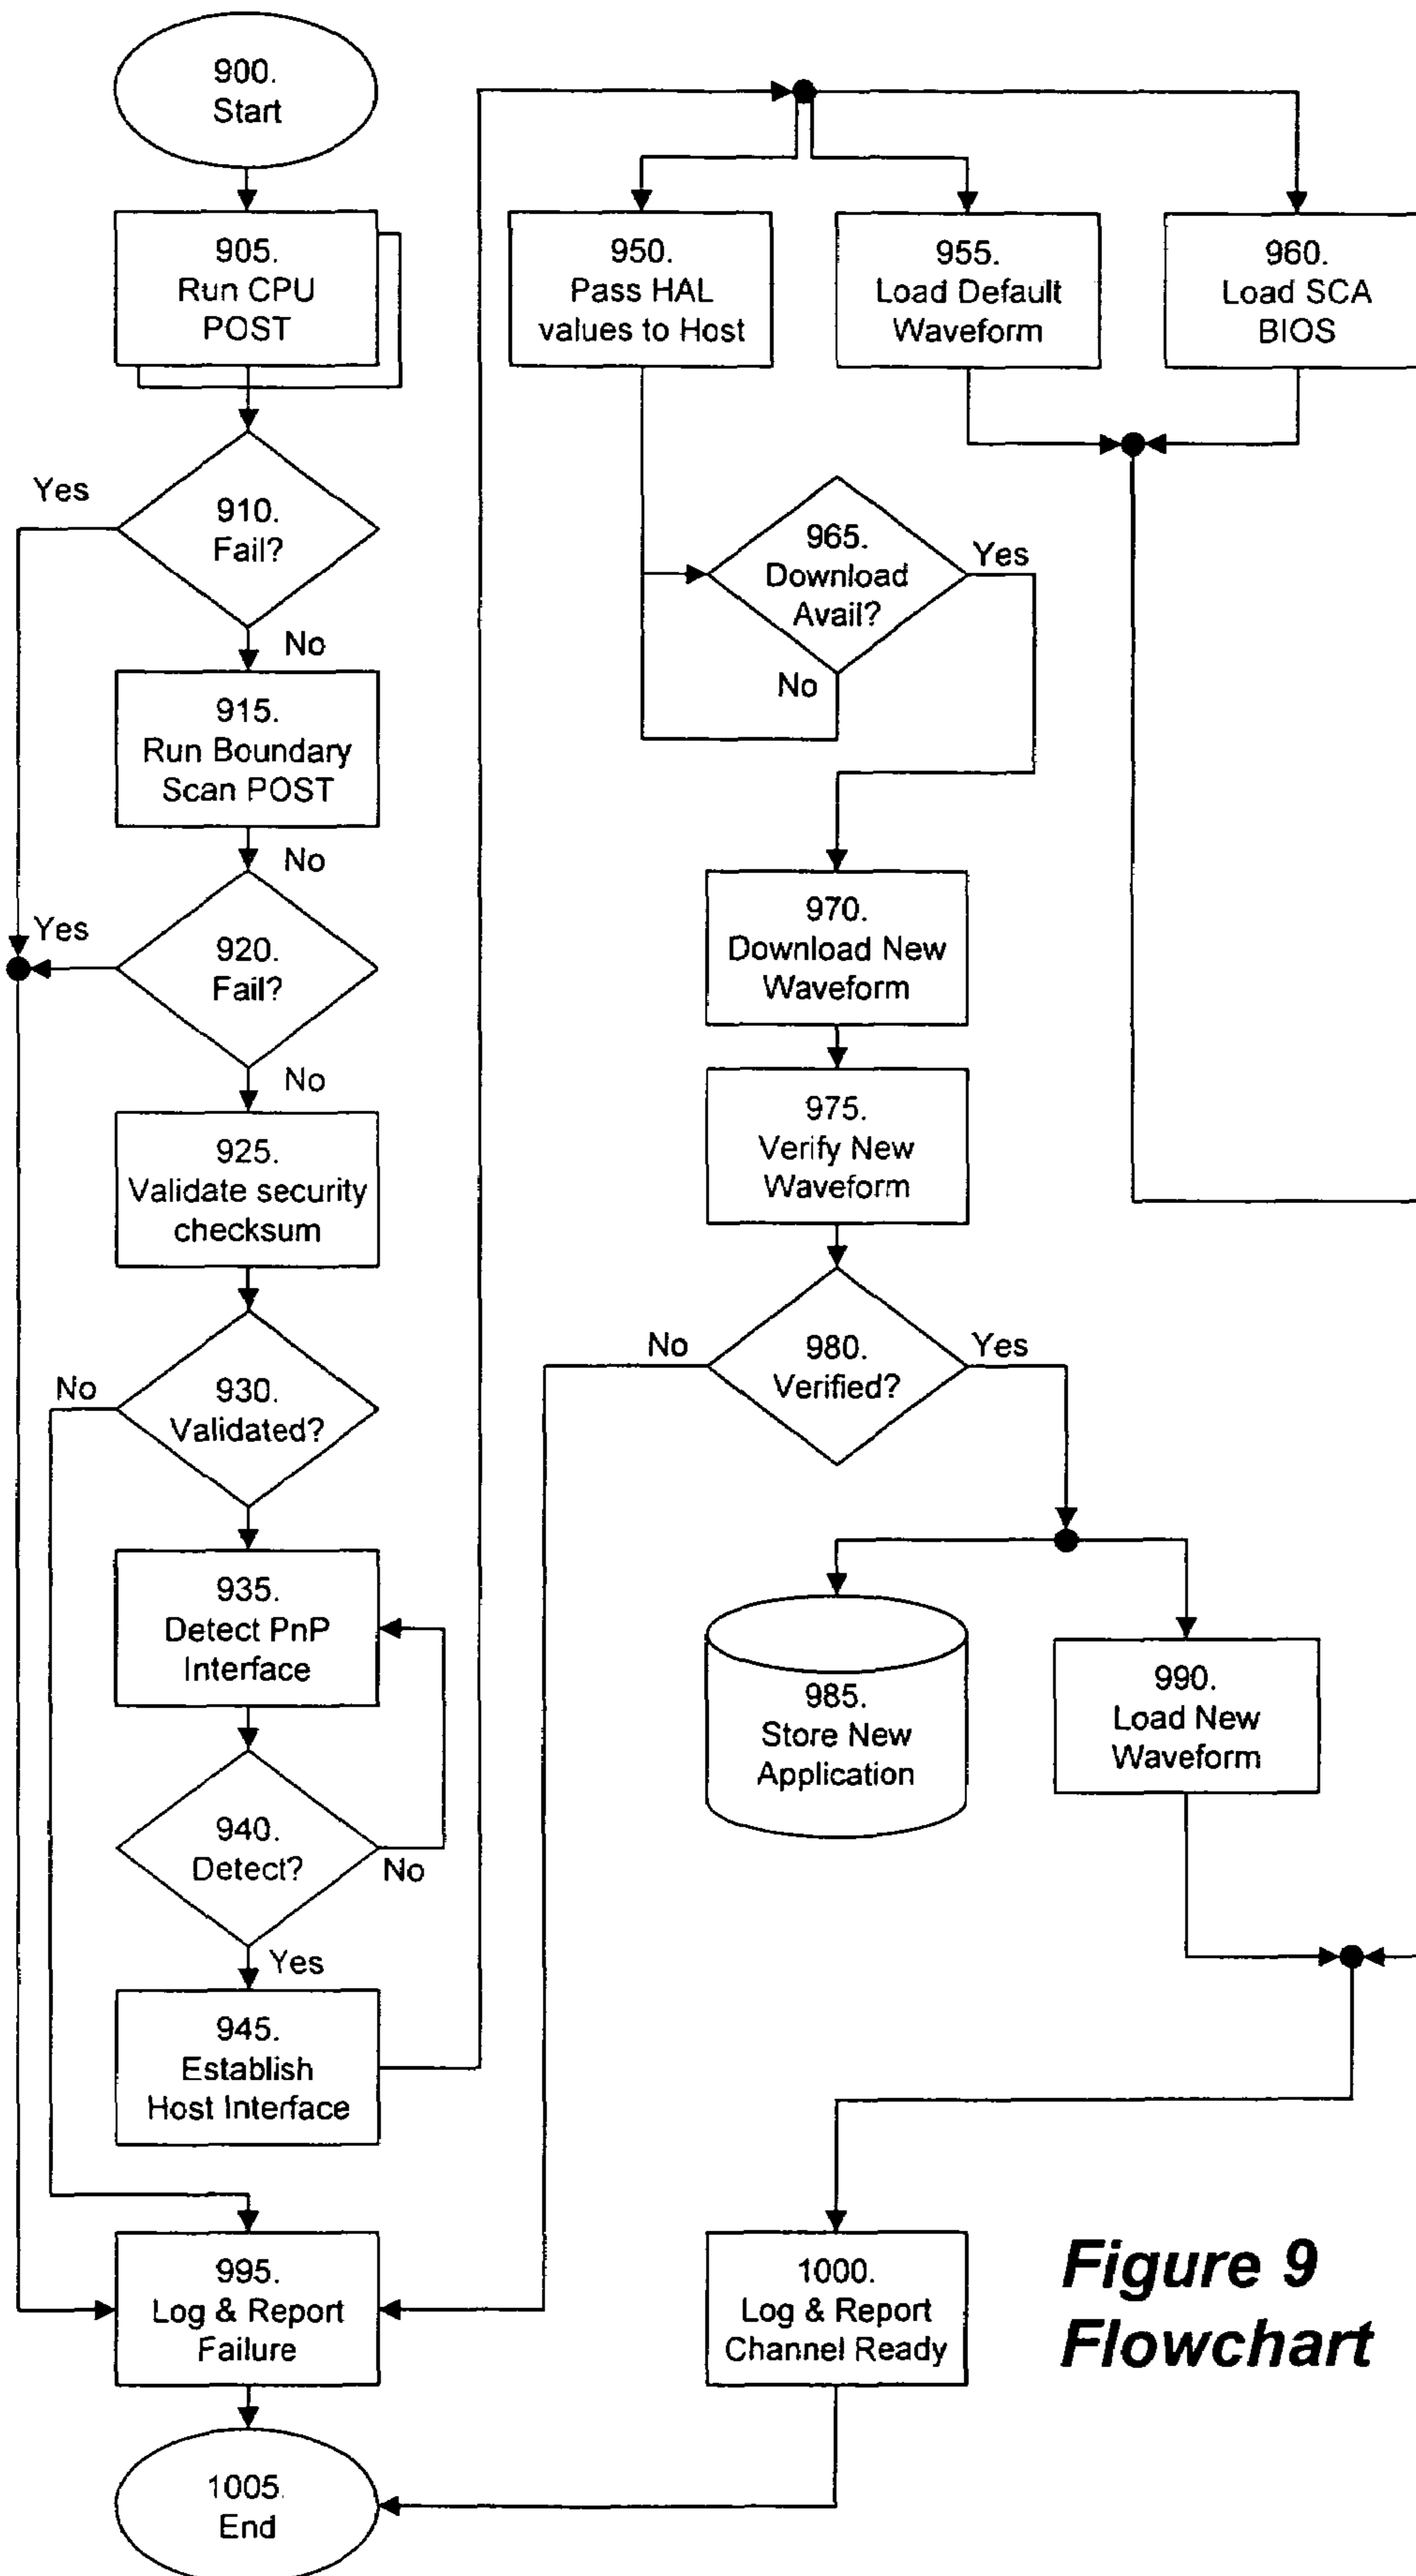 900.
Start
905.
Run CPU
POST
Yes
910.
Fail?
No
915.
Run Boundary
Scan POST
No
Yes
920.
Fail?
No
925.
Validate security
checksum
No
930.
Validated?
935.
Detect PnP
Interface
940.
Detect?
No
Yes
945.
Establish
Host Interface
995.
Log & Report
Failure
1005.
End
950.
Pass HAL
values to Host
955.
Load Default
Waveform
960.
Load SCA
BIOS
965.
Download
Avail?
Yes
No
970.
Download New
Waveform
975.
Verify New
Waveform
No
980.
Verified?
Yes
985.
Store New
Application
990.
Load New
Waveform
1000.
Log & Report
Channel Ready
Figure 9
Flowchart